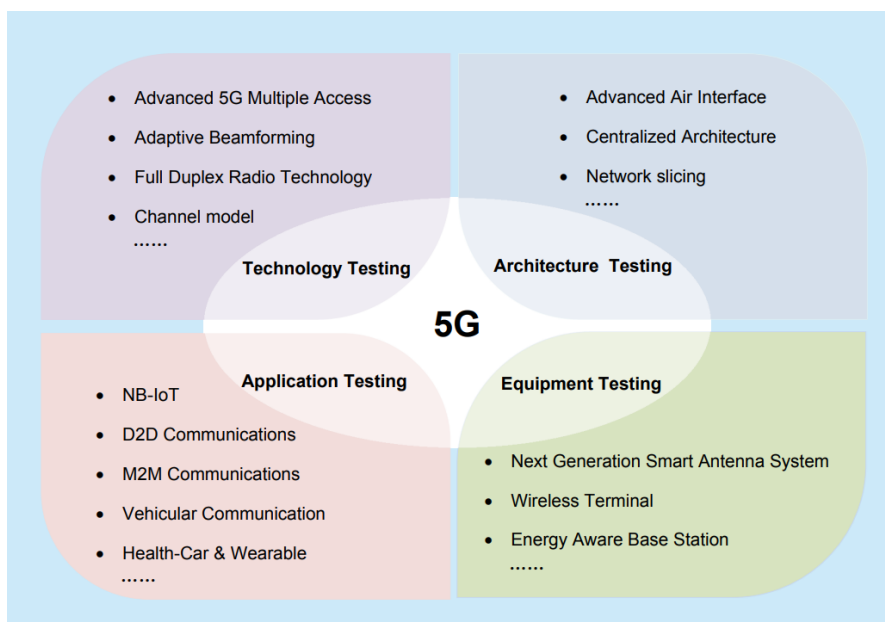 • Advanced 5G Multiple Access
• Adaptive Beamforming
• Full Duplex Radio Technology
• Channel model
……
Technology Testing
• Advanced Air Interface
• Centralized Architecture
• Network slicing
……
Architecture Testing
5G
Application Testing
• NB-IoT
• D2D Communications
• M2M Communications
• Vehicular Communication
• Health-Car & Wearable
……
Equipment Testing
• Next Generation Smart Antenna System
• Wireless Terminal
• Energy Aware Base Station
……